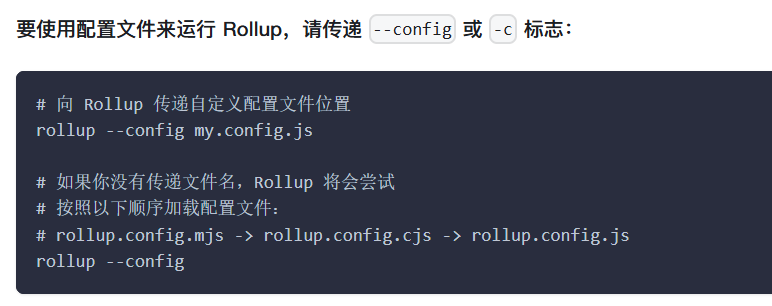 要使用配置文件来运行 Rollup，请传递 --config 或 -c 标志：
# 向 Rollup 传递自定义配置文件位置
rollup --config my.config.js
# 如果你没有传递文件名，Rollup 将会尝试
# 按照以下顺序加载配置文件：
# rollup.config.mjs -> rollup.config.cjs -> rollup.config.js
rollup --config